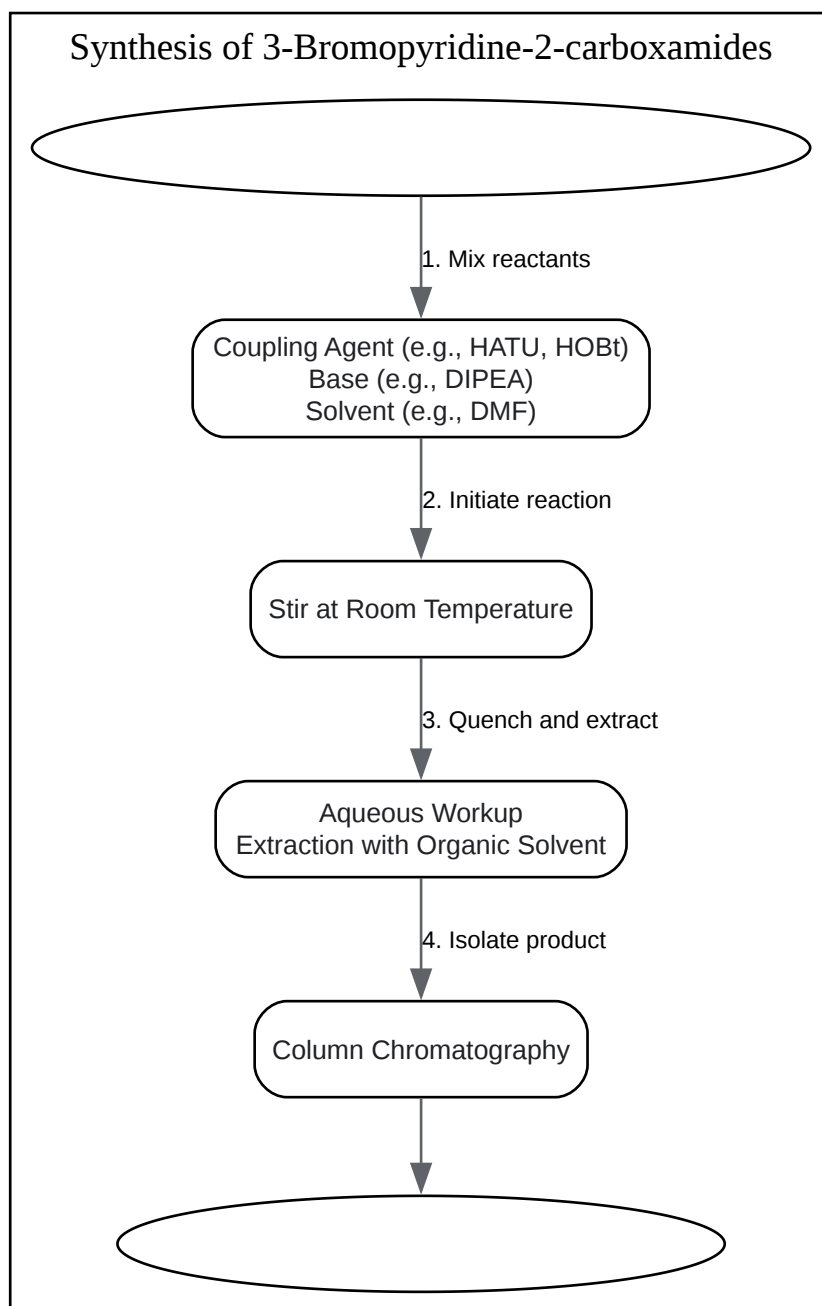 Synthesis of 3-Bromopyridine-2-carboxamides
1. Mix reactants
Coupling Agent (e.g., HATU, HOBt)
Base (e.g., DIPEA)
Solvent (e.g., DMF)
2. Initiate reaction
Stir at Room Temperature
3. Quench and extract
Aqueous Workup
Extraction with Organic Solvent
4. Isolate product
Column Chromatography